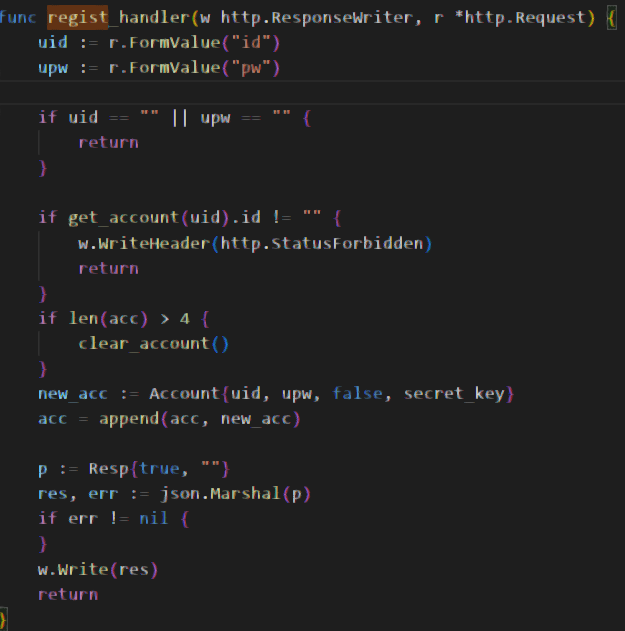 func regist_handler(w http.ResponseWriter, r *http.Request) {
    uid := r.FormValue("id")
    upw := r.FormValue("pw")

    if uid == "" || upw == "" {
        return
    }

    if get_account(uid).id != "" {
        w.WriteHeader(http.StatusForbidden)
        return
    }
    if len(acc) > 4 {
        clear_account()
    }
    new_acc := Account{uid, upw, false, secret_key}
    acc = append(acc, new_acc)

    p := Resp{true, ""}
    res, err := json.Marshal(p)
    if err != nil {
    }
    w.Write(res)
    return
}